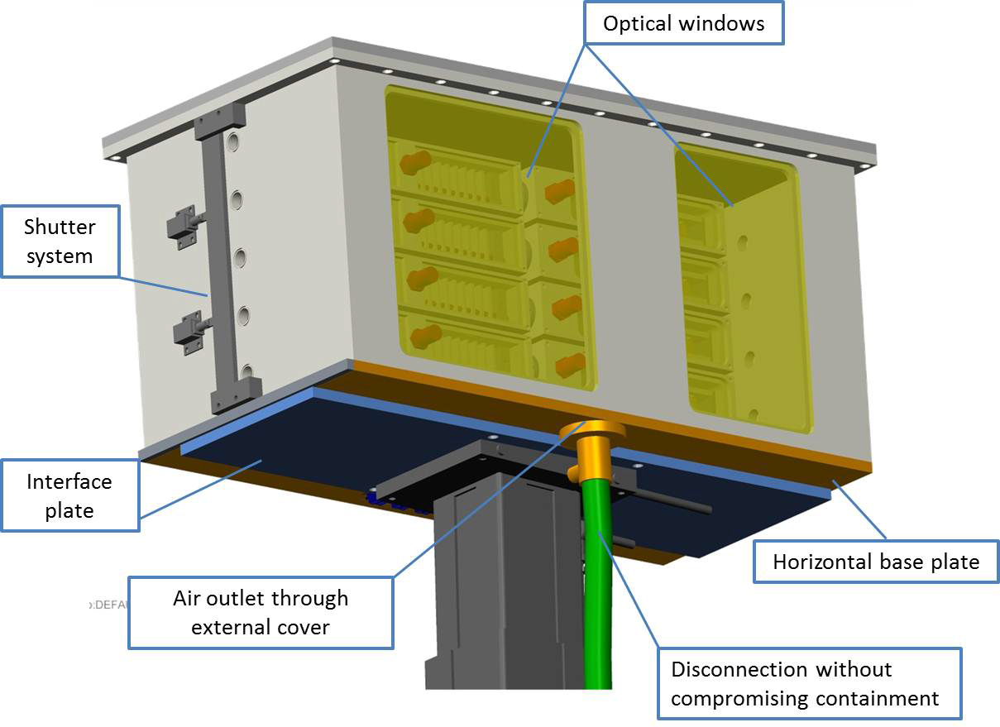 Optical windows
Shutter
system
Interface
plate
Horizontal base plate
Air outlet through
external cover
Disconnection without
compromising containment